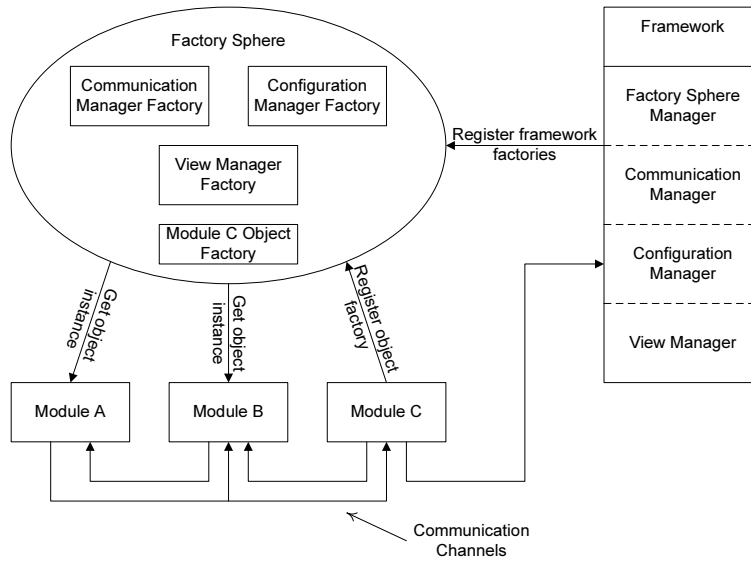 Factory Sphere
Communication
Manager Factory
Configuration
Manager Factory
View Manager
Factory
Module C Object
Factory
Register framework
factories
Framework
Factory Sphere
Manager
Communication
Manager
Configuration
Manager
View Manager
Get object
instance
Get object
instance
Register object
factory
Module A
Module B
Module C
Communication
Channels